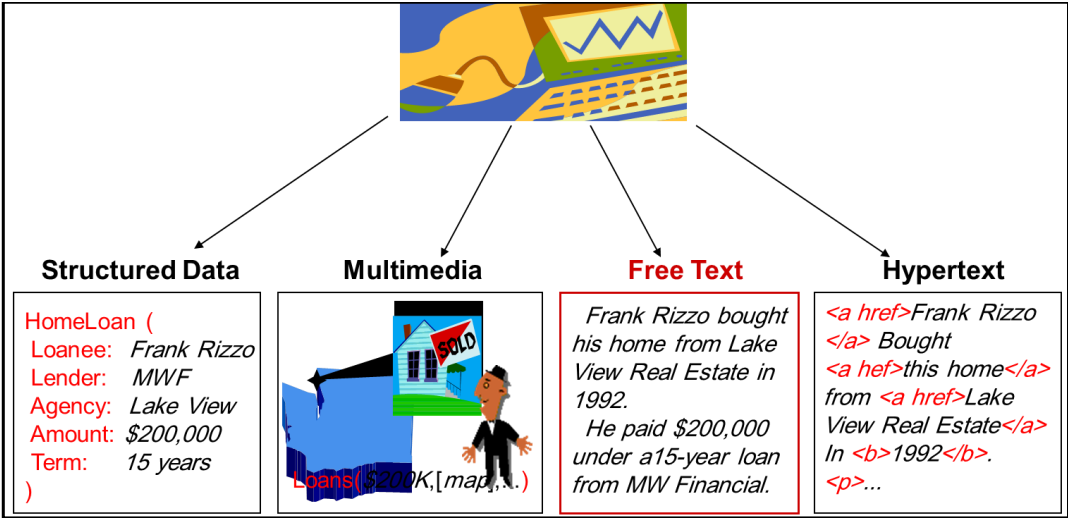 Structured Data
HomeLoan (
Loanee: Frank Rizzo
Lender: MWF
Agency: Lake View
Amount: $200,000
Term: 15 years
)
Multimedia
SOLD
Loans($200K,[map],...)
Free Text
Frank Rizzo bought
his home from Lake
View Real Estate in
1992.
He paid $200,000
under a15-year loan
from MW Financial.
Hypertext
<a href>Frank Rizzo
</a> Bought
<a hef>this home</a>
from <a href>Lake
View Real Estate</a>
In <b>1992</b>.
<p>...